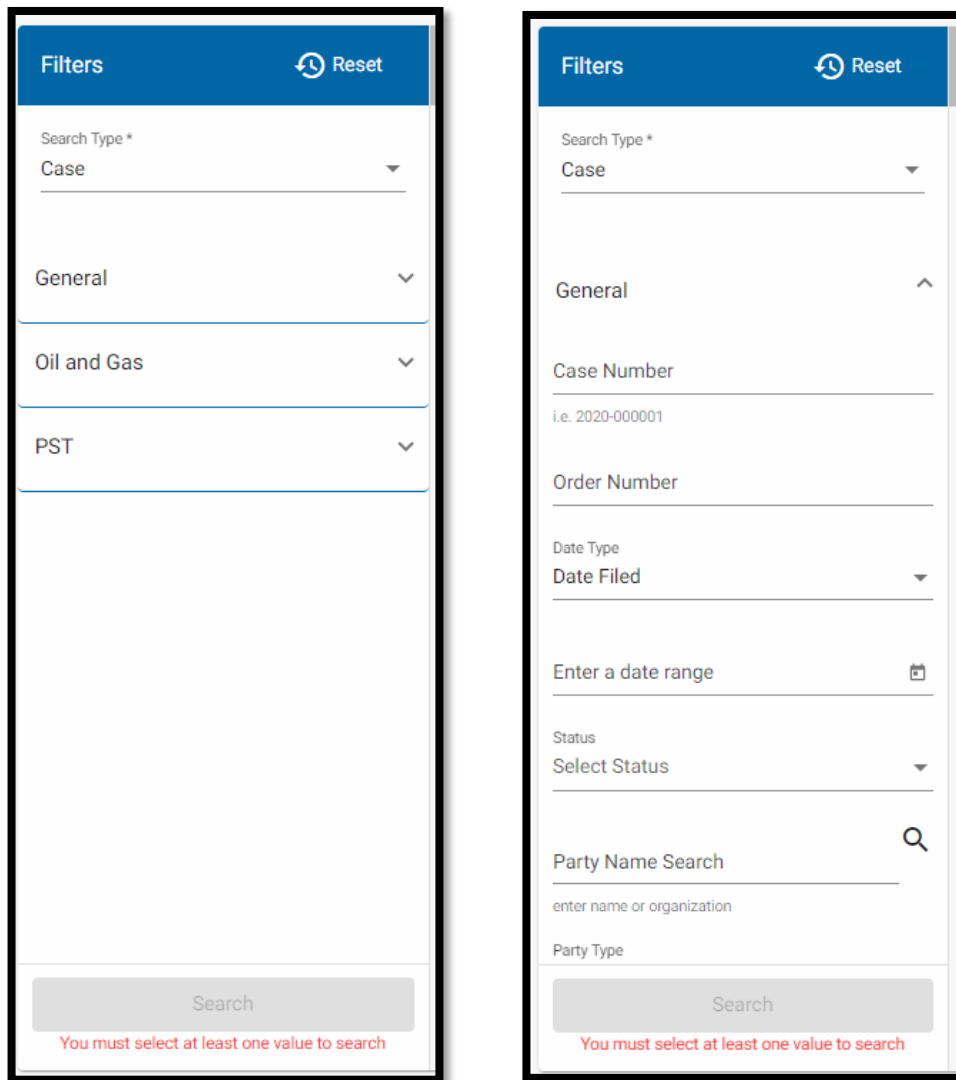 Filters
Reset
Search Type *
Case
General
Oil and Gas
PST
Search
You must select at least one value to search
Filters
Reset
Search Type *
Case
General
Case Number
i.e. 2020-000001
Order Number
Date Type
Date Filed
Enter a date range
Status
Select Status
Party Name Search
enter name or organization
Party Type
Search
You must select at least one value to search